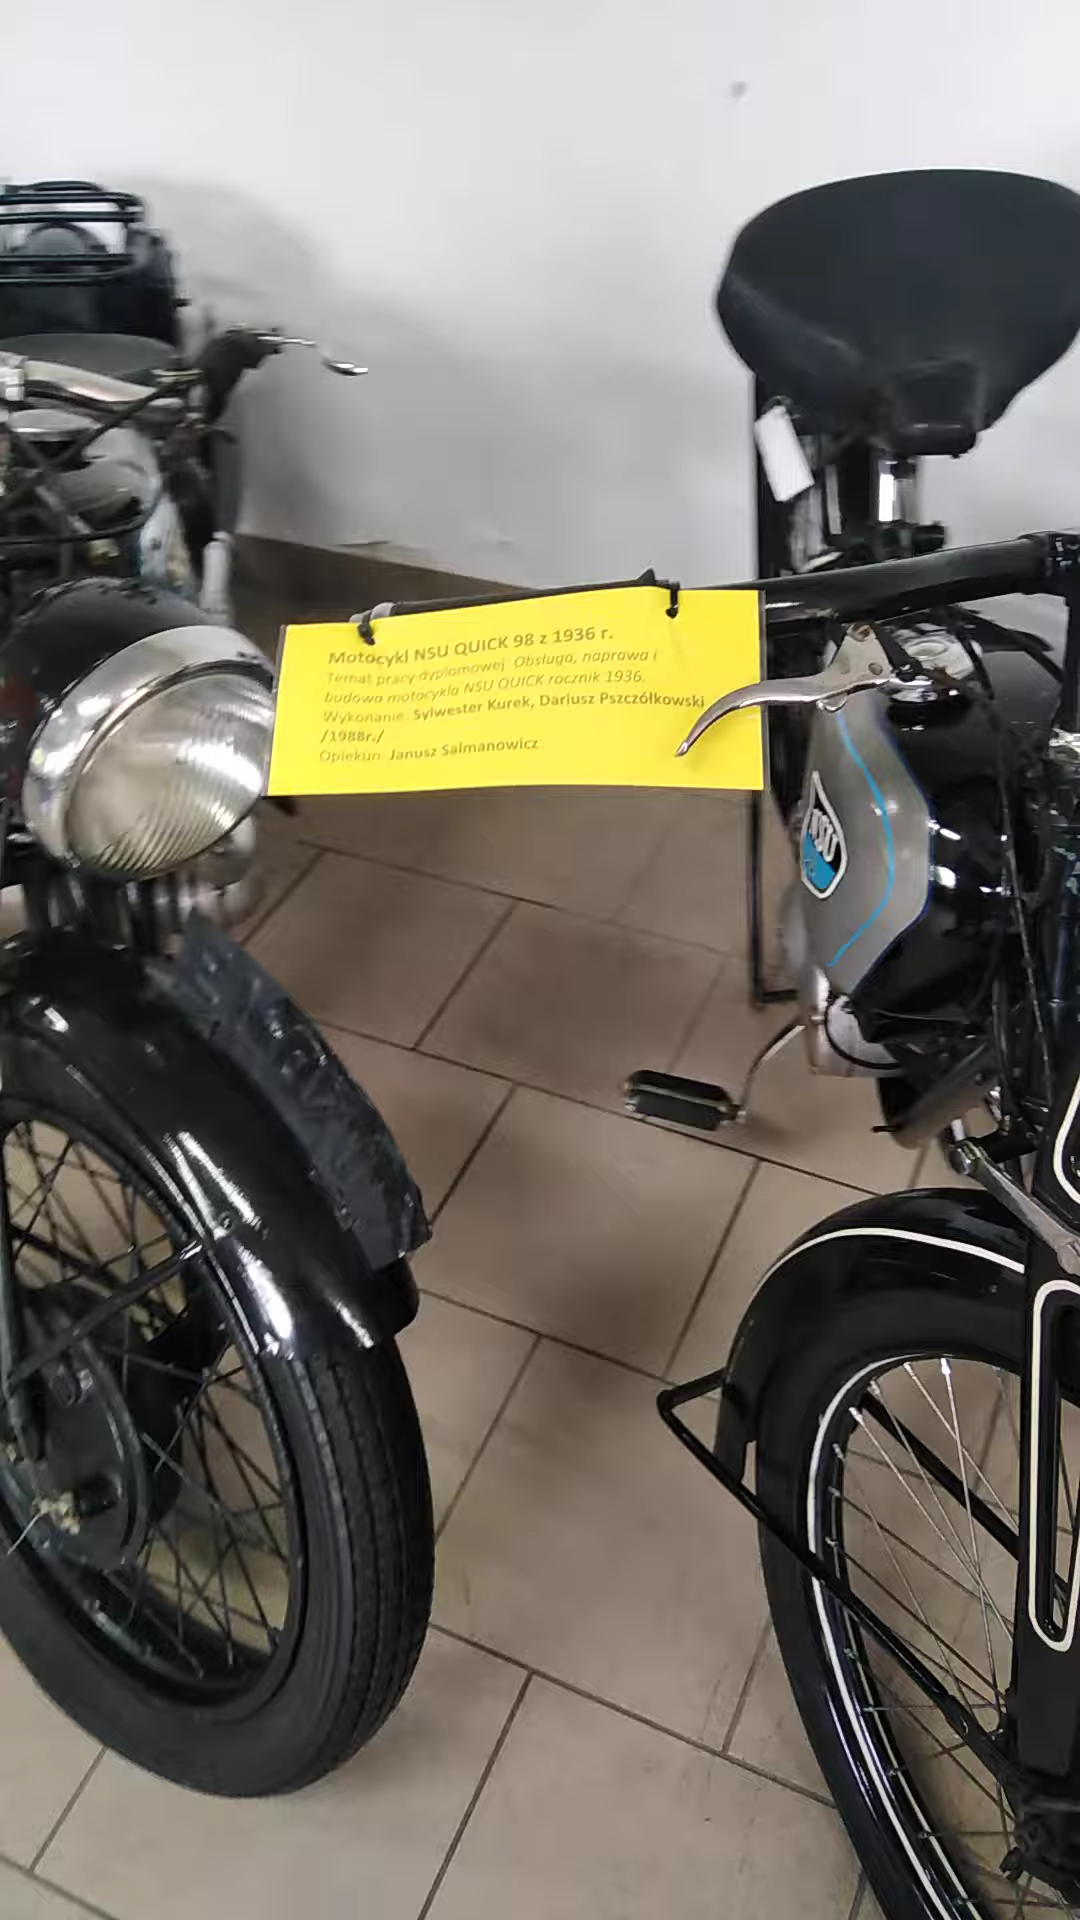 Motocykl NSU QUICK 98 z 1936 r.
Temat pracy dyplomowej Obsługa, naprawa i
budowa motocykla NSU QUICK rocznik 1936.
Wykonanie: Sylwester Kurek, Dariusz Pszczółkowski
/1988r./
Opiekun: Janusz Salmanowicz
NSU